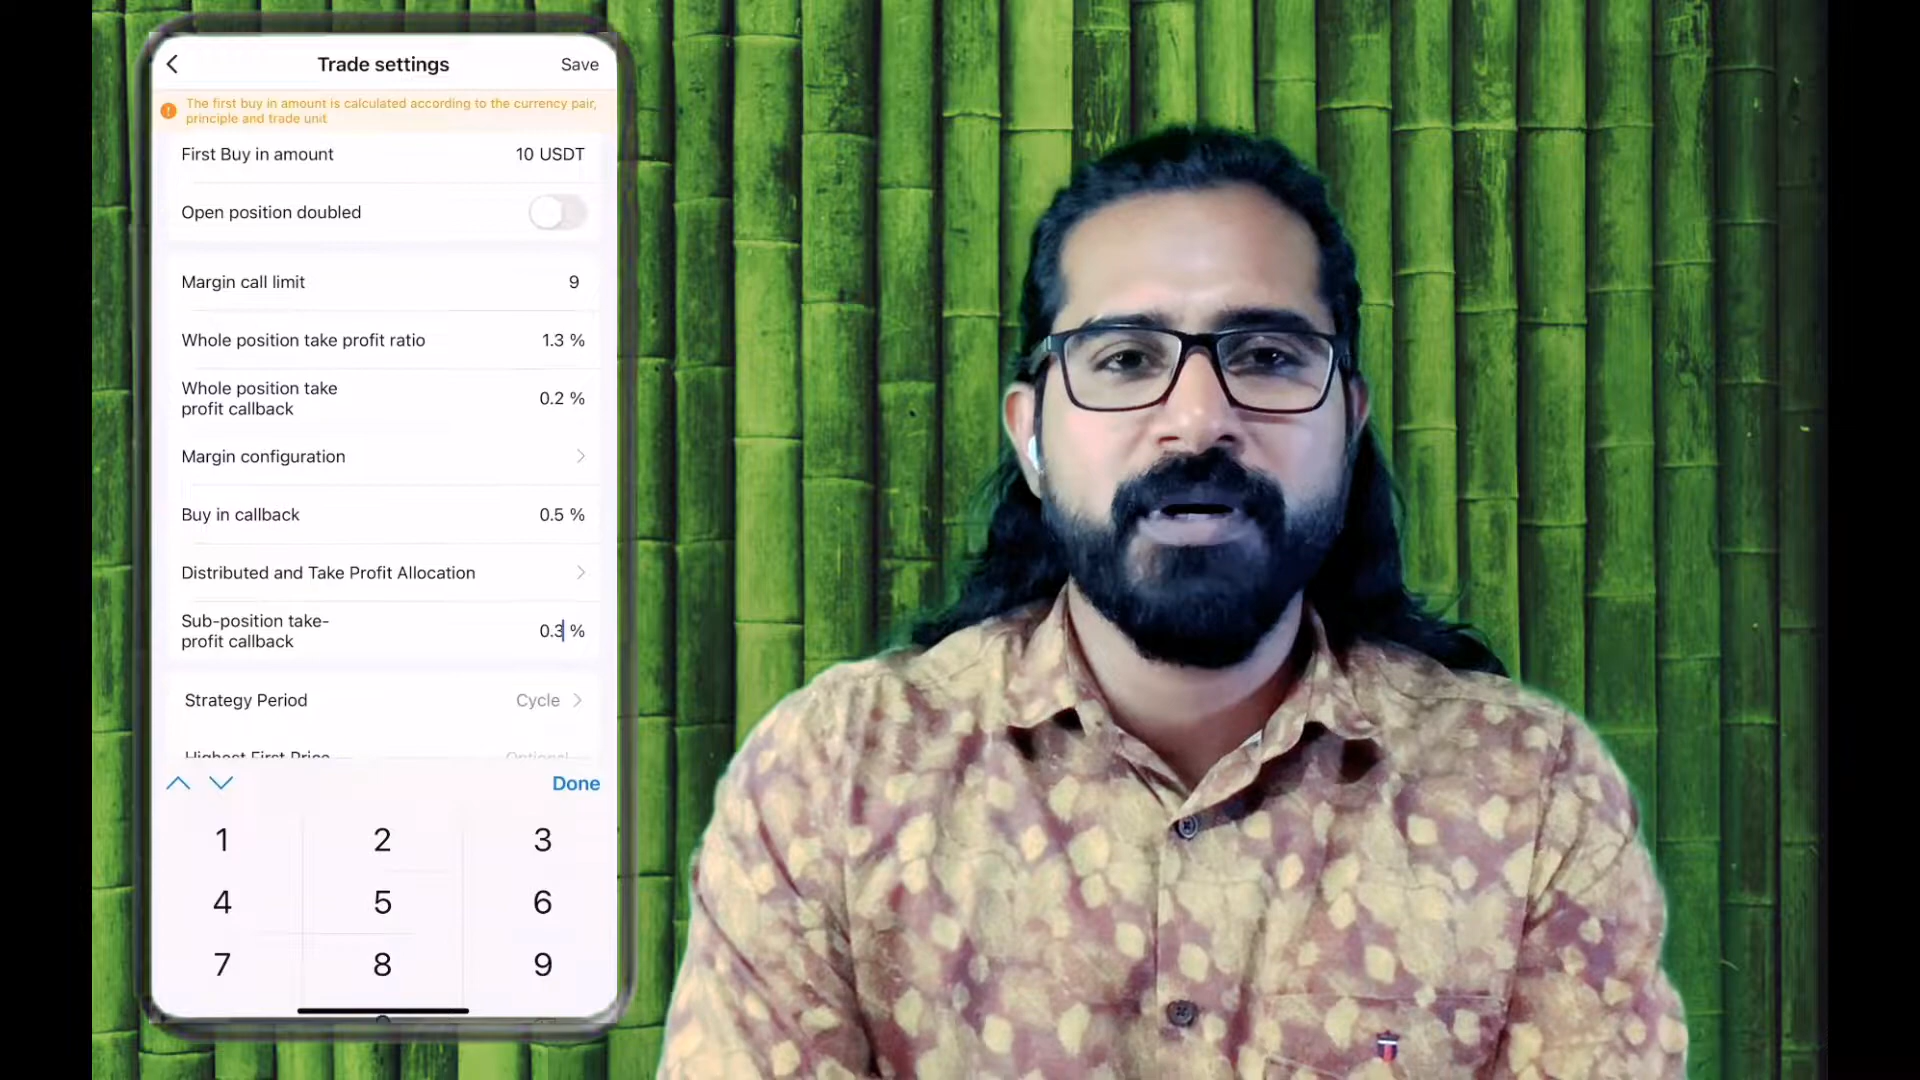 Trade settings
Save
The first buy in amount is calculated according to the currency pair,
principle and trade unit
First Buy in amount 10 USDT
Open position doubled
Margin call limit 9
Whole position take profit ratio 1.3 %
Whole position take
profit callback 0.2 %
Margin configuration
Buy in callback 0.5 %
Distributed and Take Profit Allocation
Sub-position take-
profit callback 0.3 %
Strategy Period Cycle
Highest First Price Optional
Done
1 2 3
4 5 6
7 8 9